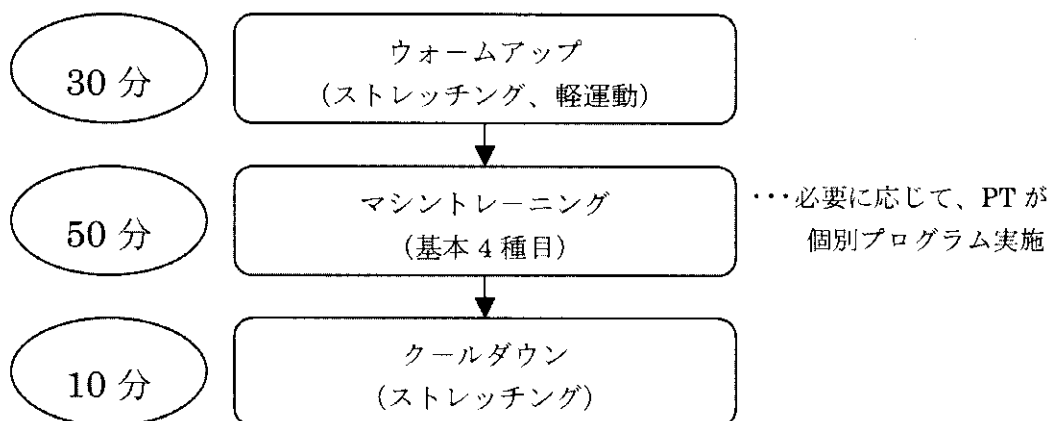 30 分
ウォームアップ
(ストレッチング、軽運動)
50 分
マシントレーニング
(基本 4 種目)
･･･必要に応じて、PT が
個別プログラム実施
10 分
クールダウン
(ストレッチング)